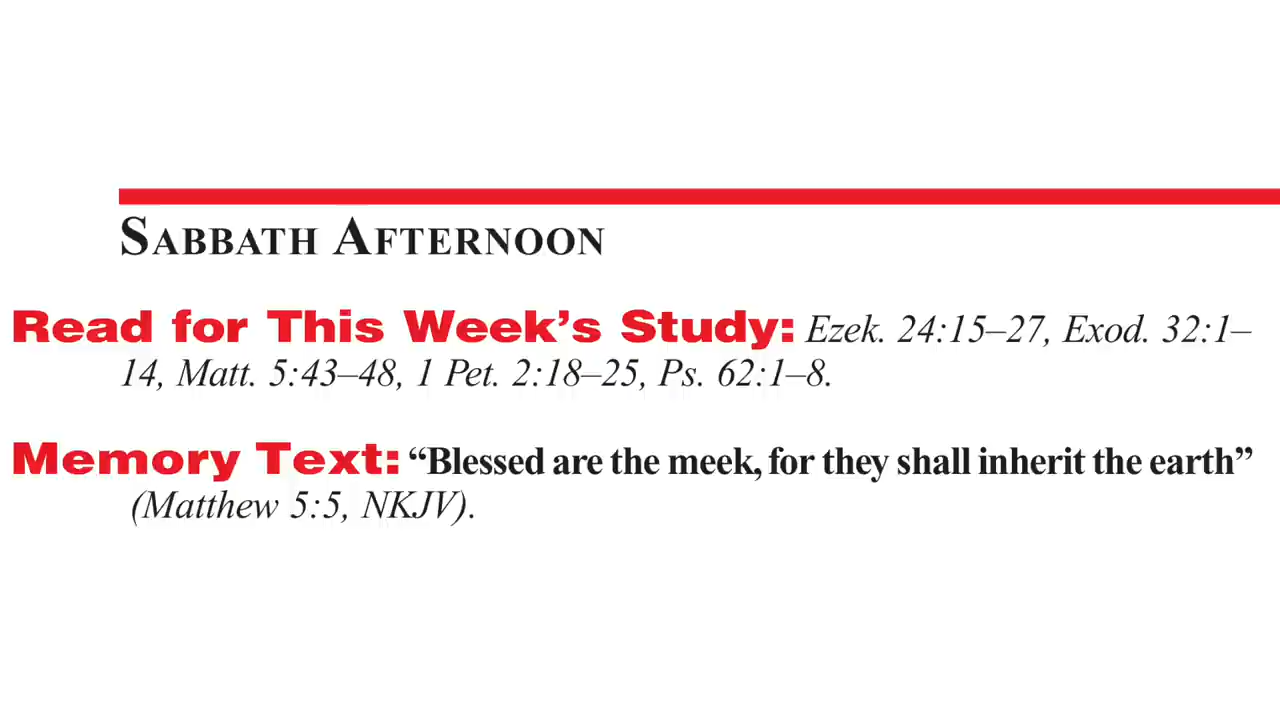 SABBATH AFTERNOON
Read for This Week’s Study: Ezek. 24:15–27, Exod. 32:1–
14, Matt. 5:43–48, 1 Pet. 2:18–25, Ps. 62:1–8.
Memory Text: “Blessed are the meek, for they shall inherit the earth”
(Matthew 5:5, NKJV).